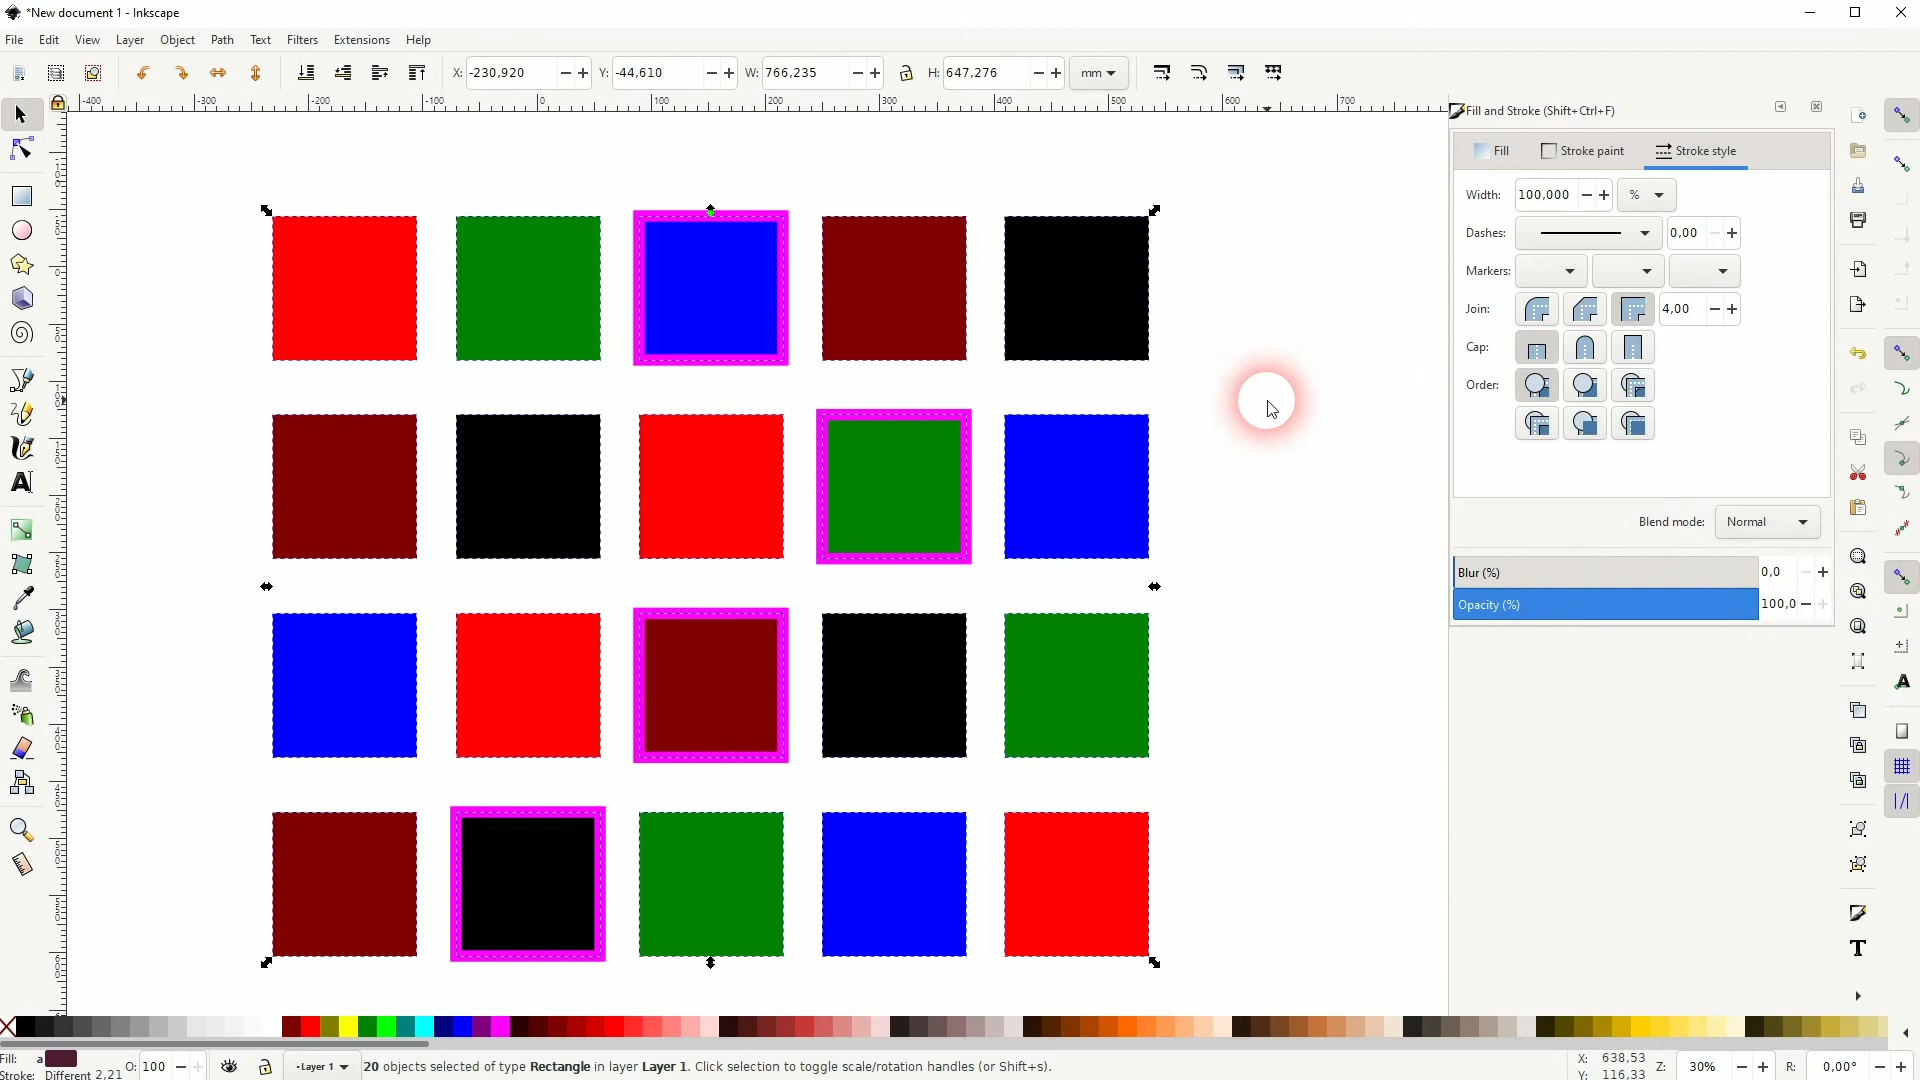 *New document 1 - Inkscape
File Edit View Layer Object Path Text Filters Extensions Help
X: -230,920 Y: -44,610 W: 766,235 H: 647,276 mm
-400 -300 -200 -100 0 100 200 300 400 500 600 700
Fill and Stroke (Shift+Ctrl+F)
Fill Stroke paint Stroke style
Width: 100,000 %
Dashes: 0,00
Markers:
Join: 4,00
Cap:
Order:
Blend mode: Normal
Blur (%) 0,0
Opacity (%) 100,0
Fill: a O: 100 -Layer 1 20 objects selected of type Rectangle in layer Layer 1. Click selection to toggle scale/rotation handles (or Shift+s). X: 638,53 Z: 30% R: 0,00°
Stroke: Different 2,21 Y: 116,33